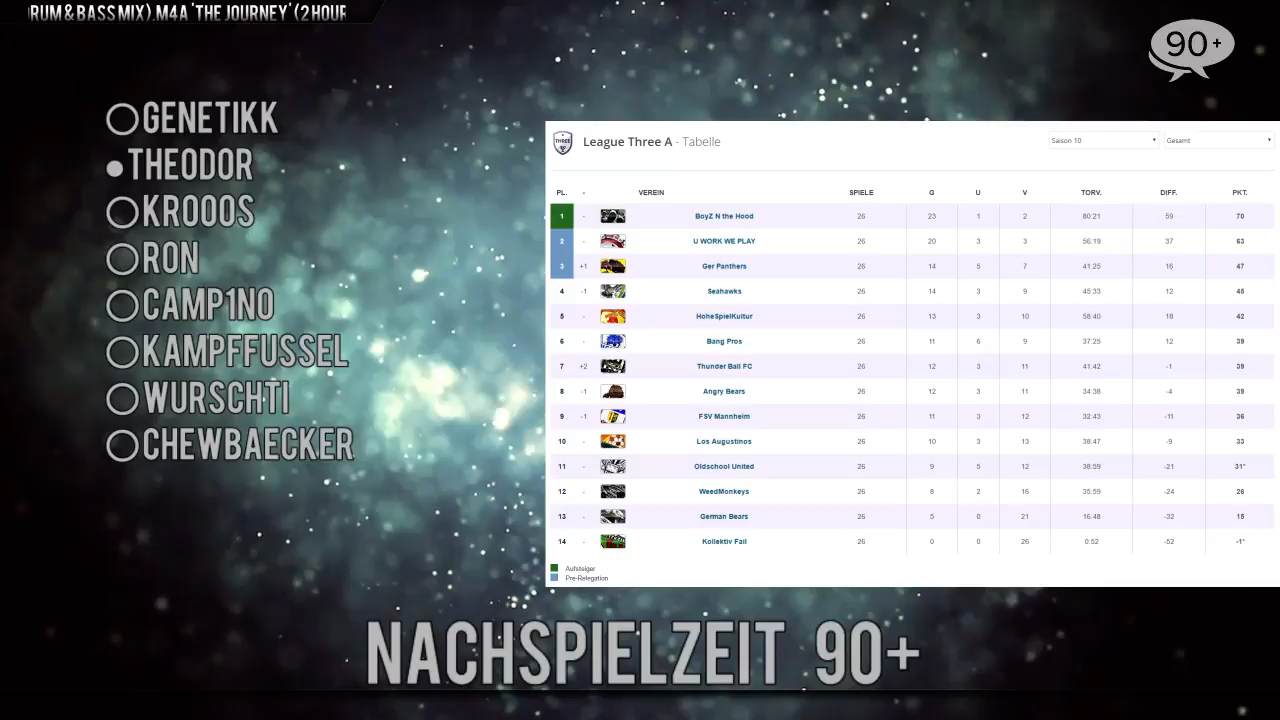 RUM & BASS MIX).M4A 'THE JOURNEY' (2 HOUR
90+
GENETIKK
THEODOR
KROOOS
RON
CAMP1NO
KAMPFFUSSEL
WURSCHTI
CHEWBAECKER
THREE
League Three A - Tabelle
Saison 10
Gesamt
PL. - VEREIN SPIELE G U V TORV. DIFF. PKT.
1 - BoyZ N the Hood 26 23 1 2 80:21 59 70
2 - U WORK WE PLAY 26 20 3 3 56:19 37 63
3 +1 Ger Panthers 26 14 5 7 41:25 16 47
4 -1 Seahawks 26 14 3 9 45:33 12 45
5 - HoheSpielKultur 26 13 3 10 58:40 18 42
6 - Bang Pros 26 11 6 9 37:25 12 39
7 +2 Thunder Ball FC 26 12 3 11 41:42 -1 39
8 -1 Angry Bears 26 12 3 11 34:38 -4 39
9 -1 FSV Mannheim 26 11 3 12 32:43 -11 36
10 - Los Augustinos 26 10 3 13 38:47 -9 33
11 - Oldschool United 26 9 5 12 38:59 -21 31*
12 - WeedMonkeys 26 8 2 16 35:59 -24 26
13 - German Bears 26 5 0 21 16:48 -32 15
14 - Kollektiv Fail 26 0 0 26 0:52 -52 -1*
Aufsteiger
Pre-Relegation
NACHSPIELZEIT 90+